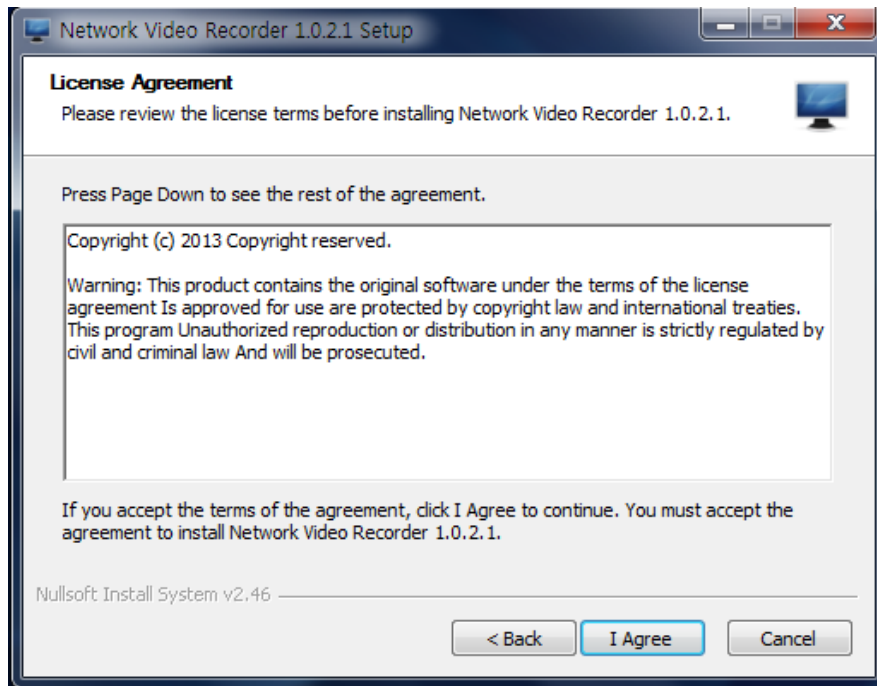 Network Video Recorder 1.0.2.1 Setup
License Agreement
Please review the license terms before installing Network Video Recorder 1.0.2.1.
Press Page Down to see the rest of the agreement.
Copyright (c) 2013 Copyright reserved.
Warning: This product contains the original software under the terms of the license
agreement Is approved for use are protected by copyright law and international treaties.
This program Unauthorized reproduction or distribution in any manner is strictly regulated by
civil and criminal law And will be prosecuted.
If you accept the terms of the agreement, click I Agree to continue. You must accept the
agreement to install Network Video Recorder 1.0.2.1.
Nullsoft Install System v2.46
< Back I Agree Cancel